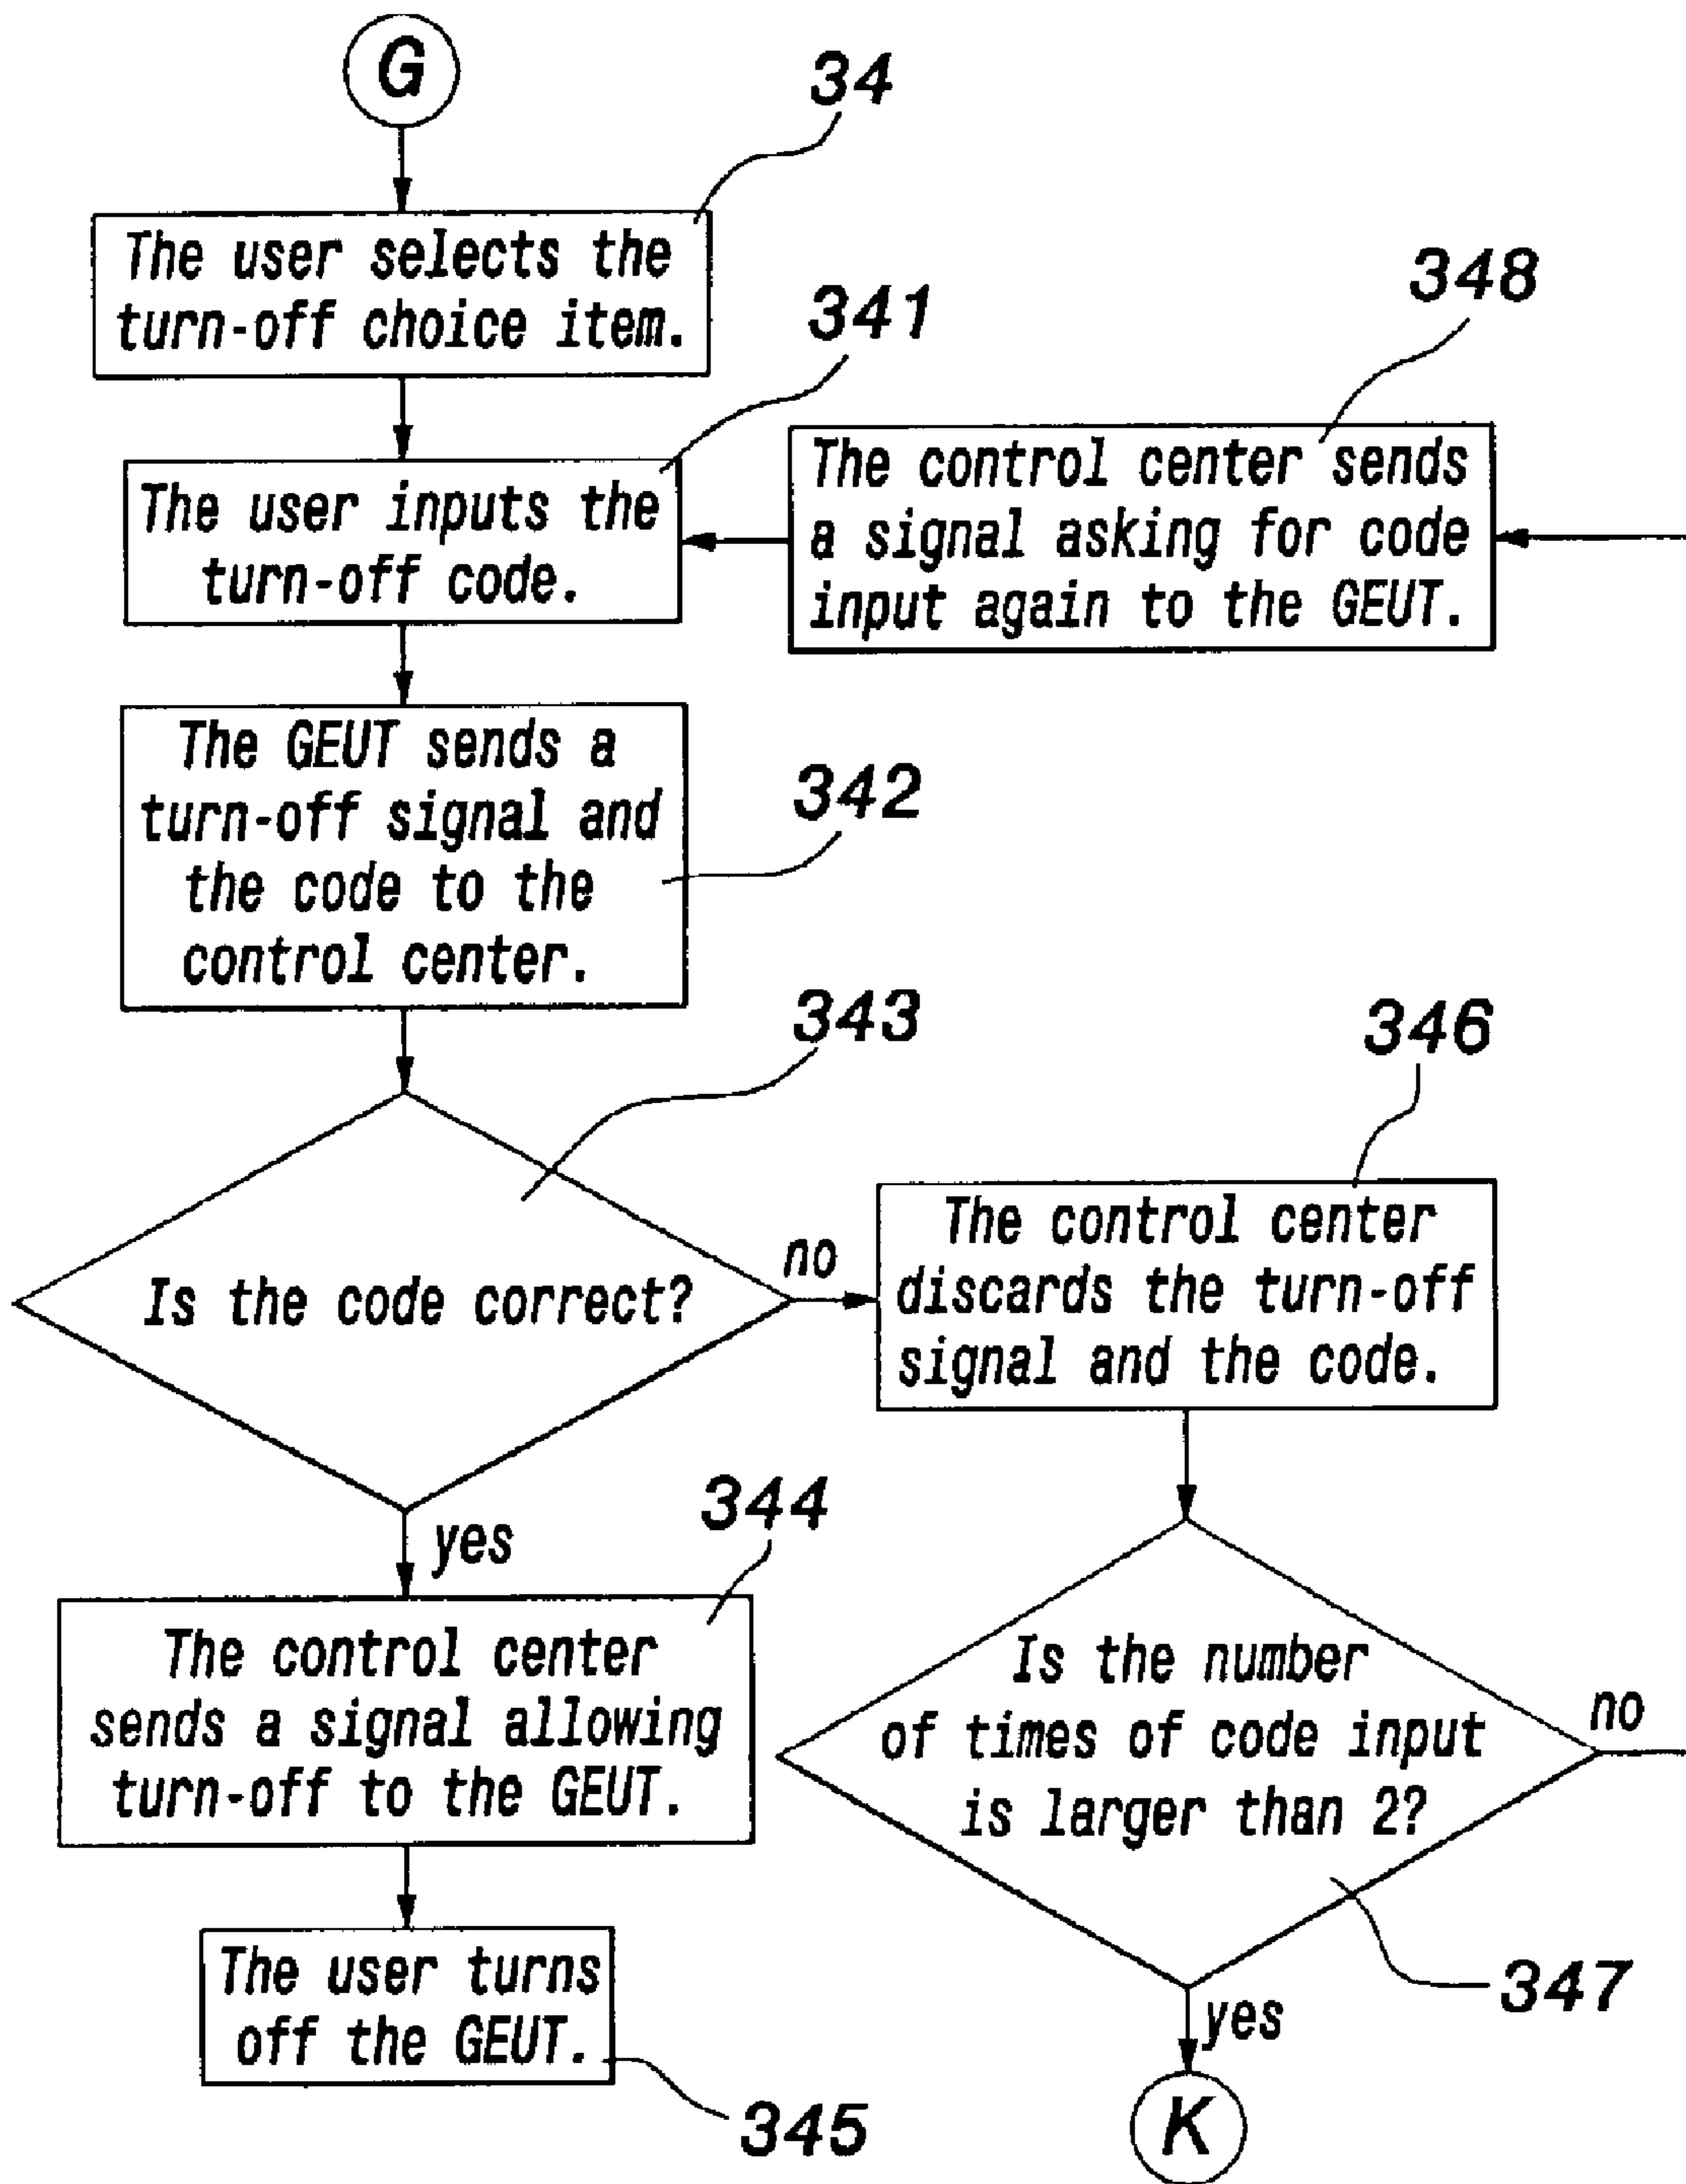 G
34
The user selects the
turn-off choice item.
341
The user inputs the
turn-off code.
348
The control center sends
a signal asking for code
input again to the GEUT.
The GEUT sends a
turn-off signal and
the code to the
control center.
342
343
Is the code correct?
no
346
The control center
discards the turn-off
signal and the code.
yes
344
The control center
sends a signal allowing
turn-off to the GEUT.
Is the number
of times of code input
is larger than 2?
no
347
The user turns
off the GEUT.
345
yes
K